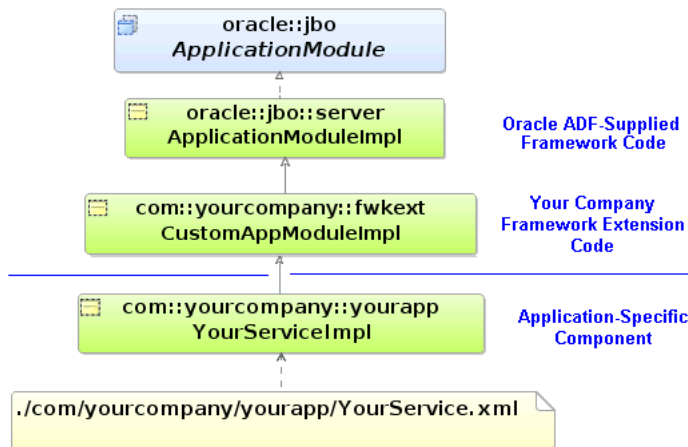 oracle::jbo
ApplicationModule
oracle::jbo::server
ApplicationModuleImpl
Oracle ADF-Supplied
Framework Code
com::yourcompany::fwkext
CustomAppModuleImpl
Your Company
Framework Extension
Code
com::yourcompany::yourapp
YourServiceImpl
Application-Specific
Component
./com/yourcompany/yourapp/YourService.xml